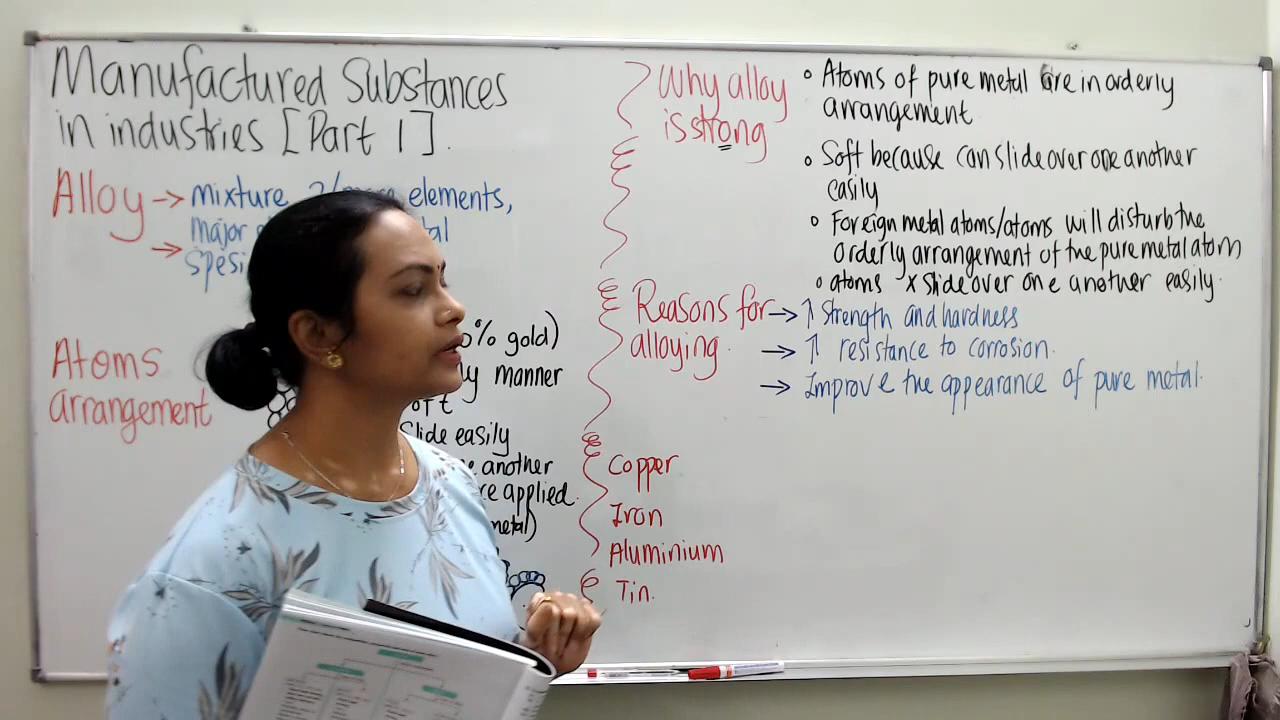 Manufactured Substances
in industries [Part 1].
Alloy → mixture elements,
major
→ spesi
Atoms
arrangement
% gold)
manner
Slide easily
another
applied.
metal)
Why alloy
is strong
Atoms of pure metal are in orderly
arrangement
Soft because can slide over one another
easily
Foreign metal atoms/atoms will disturb the
orderly arrangement of the pure metal atom
atoms x slide over one another easily.
Reasons for
alloying.
→ ↑ Strength and hardness
→ ↑ resistance to corrosion.
→ Improve the appearance of pure metal.
Copper
Iron
Aluminium
Tin.